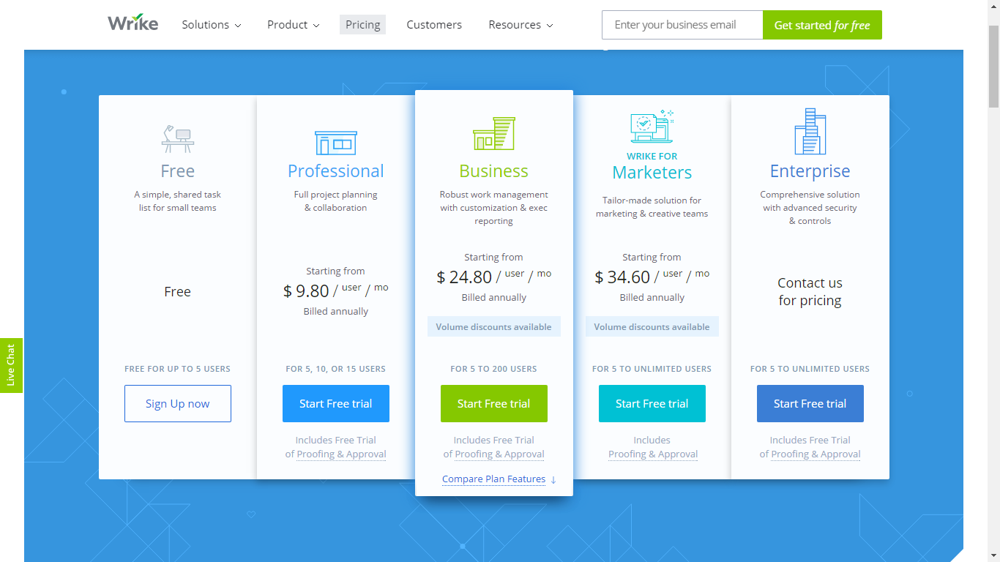 Wrike
Solutions
Product
Pricing
Customers
Resources
Enter your business email
Get started for free
Live Chat
Free
A simple, shared task
list for small teams
Free
FREE FOR UP TO 5 USERS
Sign Up now
Professional
Full project planning
& collaboration
Starting from
$ 9.80 / user / mo
Billed annually
FOR 5, 10, OR 15 USERS
Start Free trial
Includes Free Trial
of Proofing & Approval
Business
Robust work management
with customization & exec
reporting
Starting from
$ 24.80 / user / mo
Billed annually
Volume discounts available
FOR 5 TO 200 USERS
Start Free trial
Includes Free Trial
of Proofing & Approval
Compare Plan Features ↓
WRIKE FOR
Marketers
Tailor-made solution for
marketing & creative teams
Starting from
$ 34.60 / user / mo
Billed annually
Volume discounts available
FOR 5 TO UNLIMITED USERS
Start Free trial
Includes
Proofing & Approval
Enterprise
Comprehensive solution
with advanced security
& controls
Contact us
for pricing
FOR 5 TO UNLIMITED USERS
Start Free trial
Includes Free Trial
of Proofing & Approval